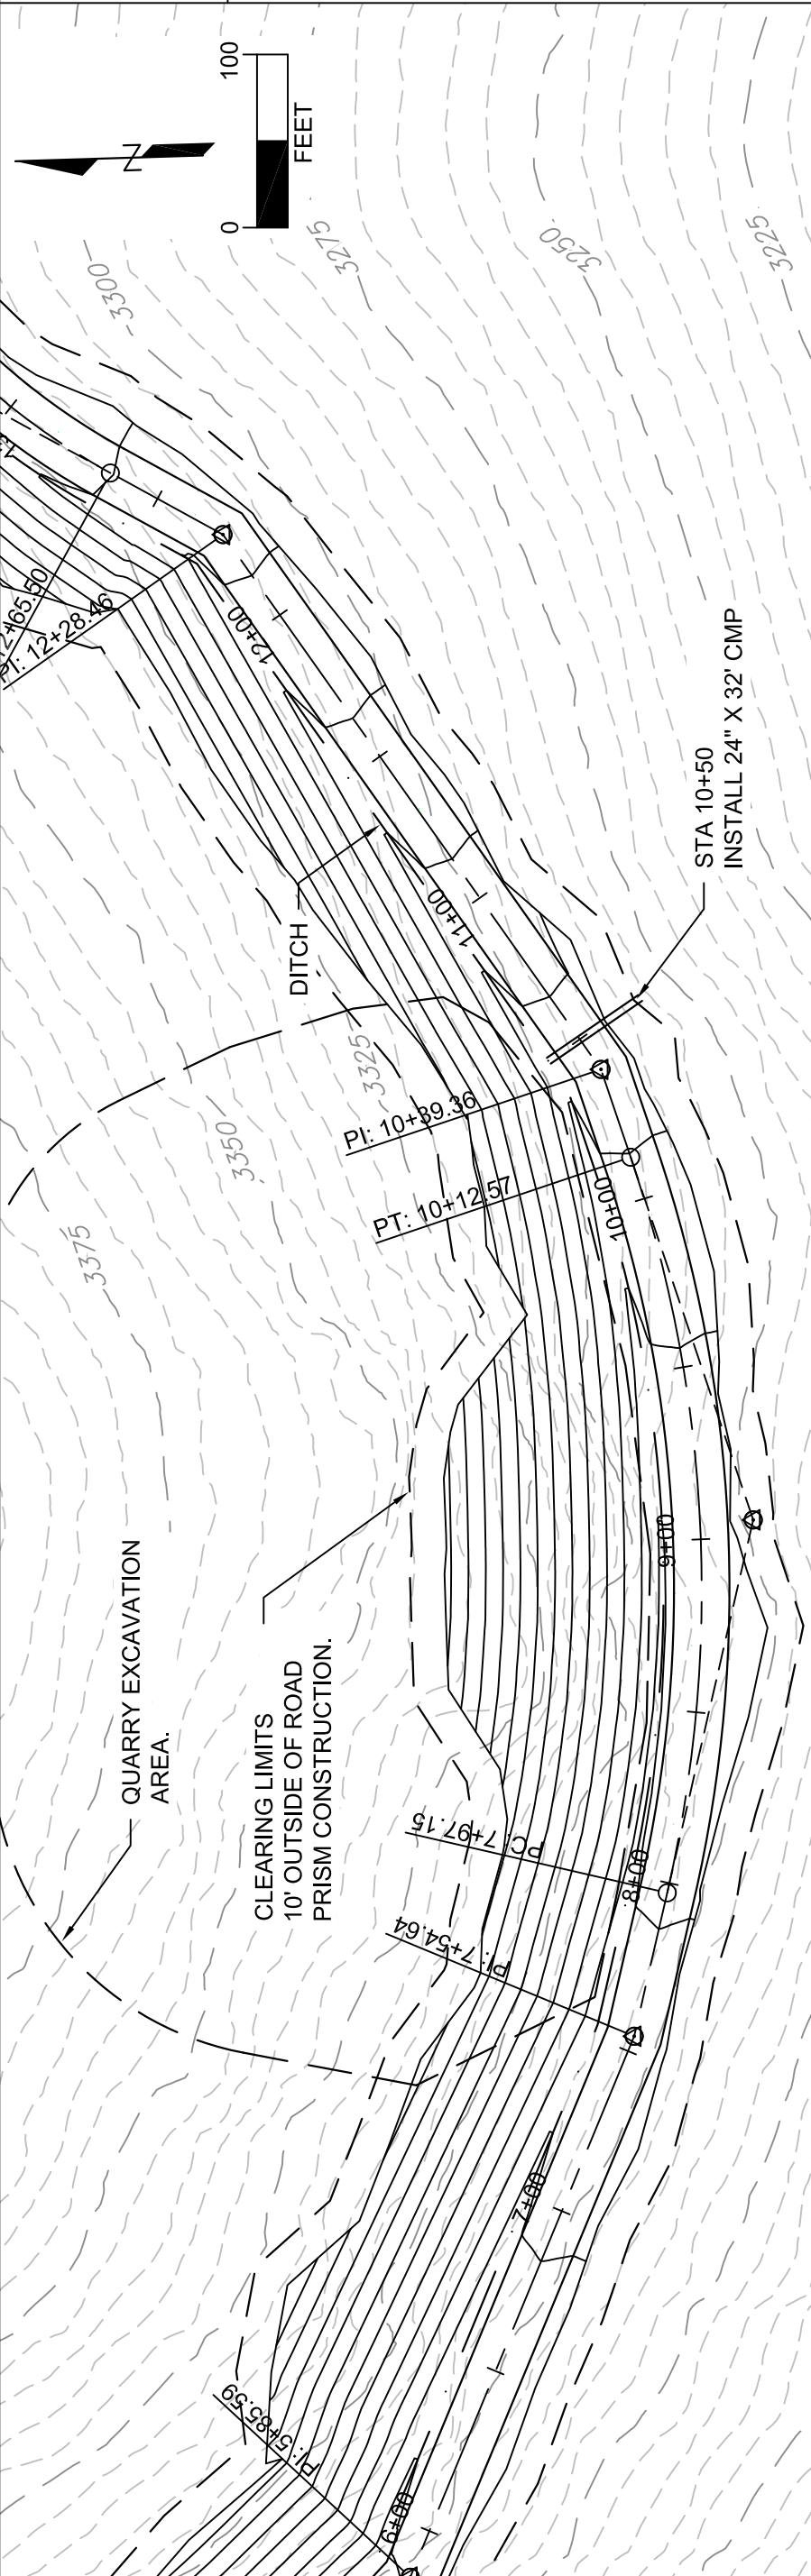 100
0
FEET
N
3300
3275
3250
3225
2+65.50
PI: 12+28.46
12+00
STA 10+50
INSTALL 24" X 32' CMP
DITCH
11+00
3325
3350
3375
PI: 10+39.36
PT: 10+12.57
10+00
QUARRY EXCAVATION
AREA.
CLEARING LIMITS
10' OUTSIDE OF ROAD
PRISM CONSTRUCTION.
9+00
PC: 7+97.15
8+00
PI: 7+54.64
7+00
PI: 5+85.59
6+00